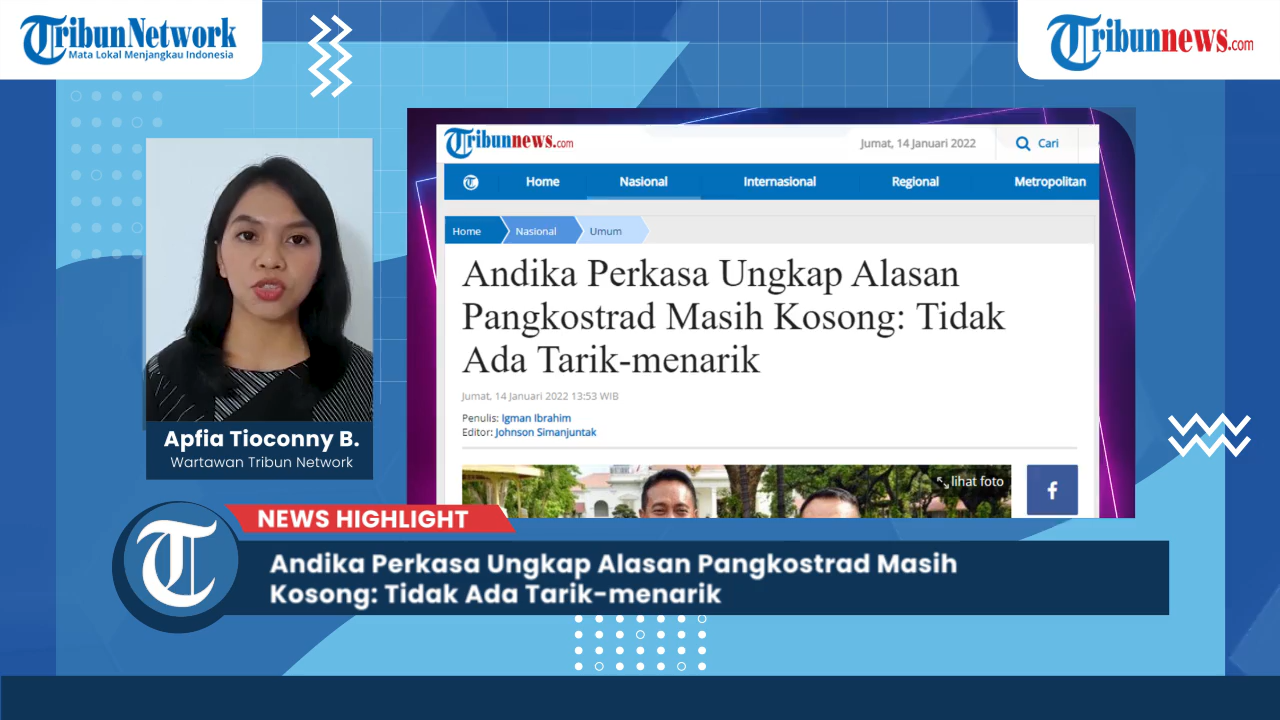 TribunNetwork
Mata Lokal Menjangkau Indonesia
Tribunnews.com
Tribunnews.com
Jumat, 14 Januari 2022
Cari
Home
Nasional
Internasional
Regional
Metropolitan
Home
Nasional
Umum
Andika Perkasa Ungkap Alasan
Pangkostrad Masih Kosong: Tidak
Ada Tarik-menarik
Jumat, 14 Januari 2022 13:53 WIB
Penulis: Igman Ibrahim
Editor: Johnson Simanjuntak
lihat foto
f
Apfia Tioconny B.
Wartawan Tribun Network
NEWS HIGHLIGHT
T
Andika Perkasa Ungkap Alasan Pangkostrad Masih
Kosong: Tidak Ada Tarik-menarik